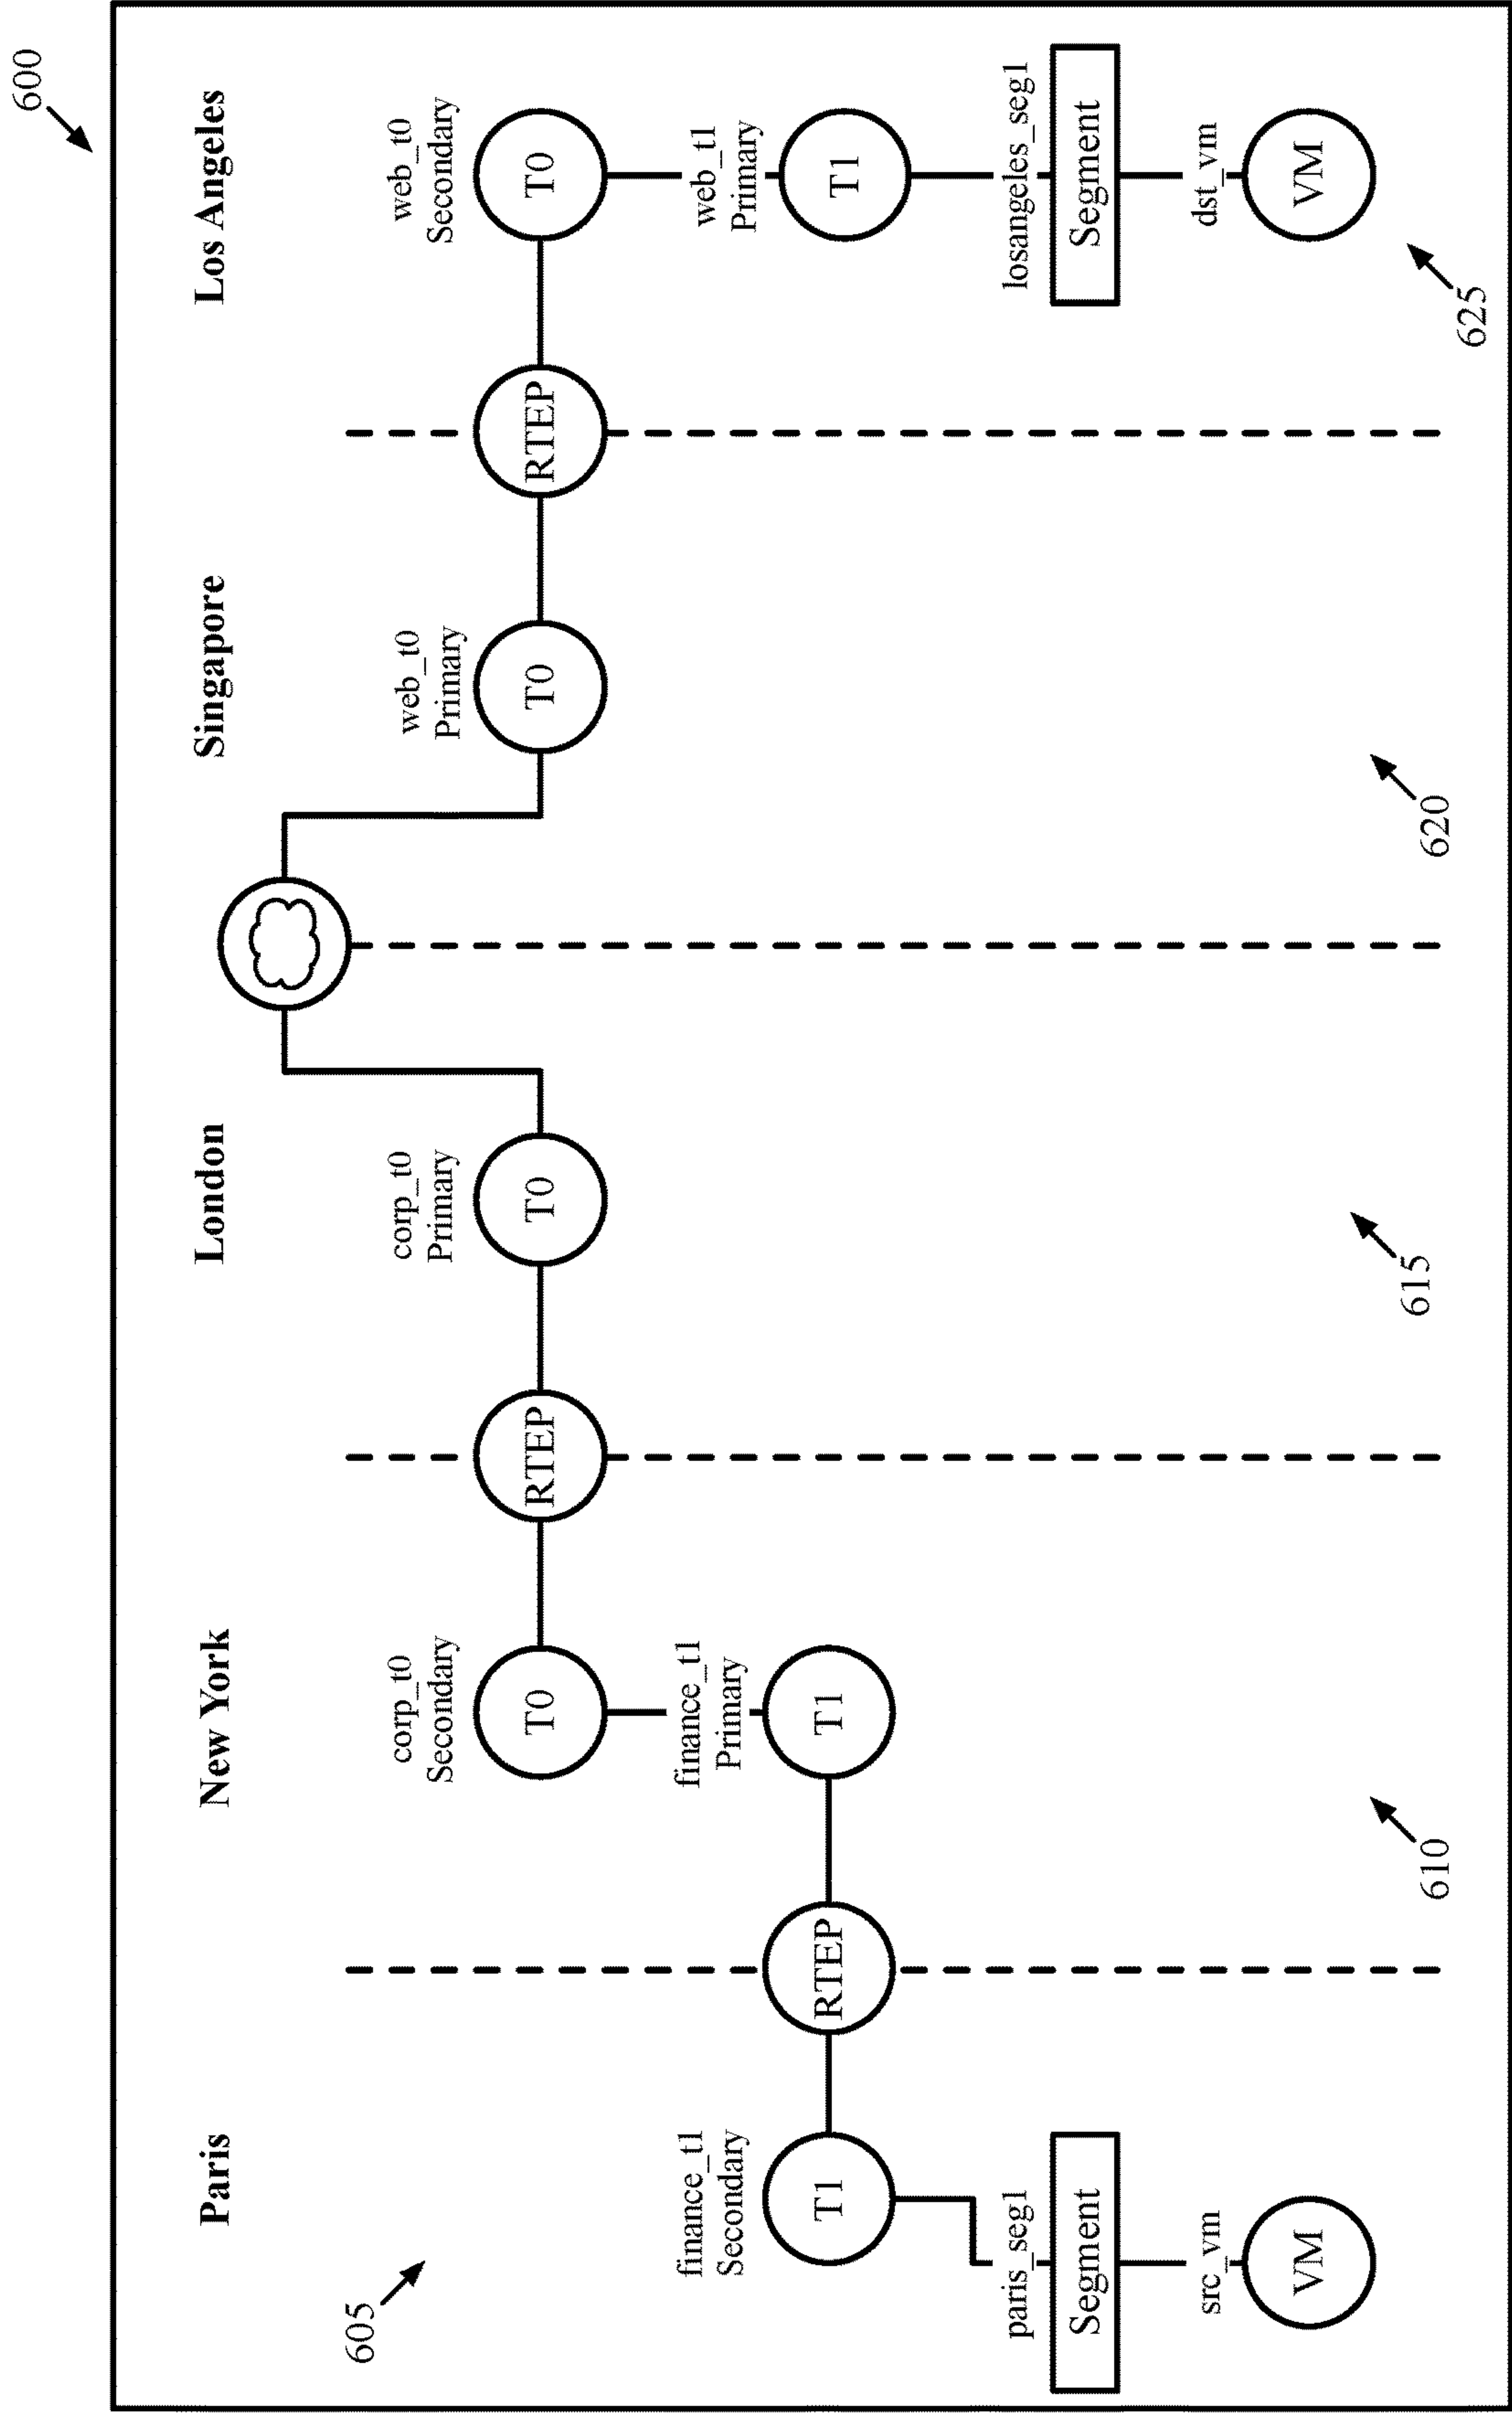 600
Paris
New York
London
Singapore
Los Angeles
605
finance_t1
Secondary
T1
paris_seg1
Segment
src_vm
VM
RTEP
corp_t0
Secondary
T0
finance_t1
Primary
T1
610
RTEP
corp_t0
Primary
T0
615
web_t0
Primary
T0
620
RTEP
web_t0
Secondary
T0
web_t1
Primary
T1
losangeles_seg1
Segment
dst_vm
VM
625